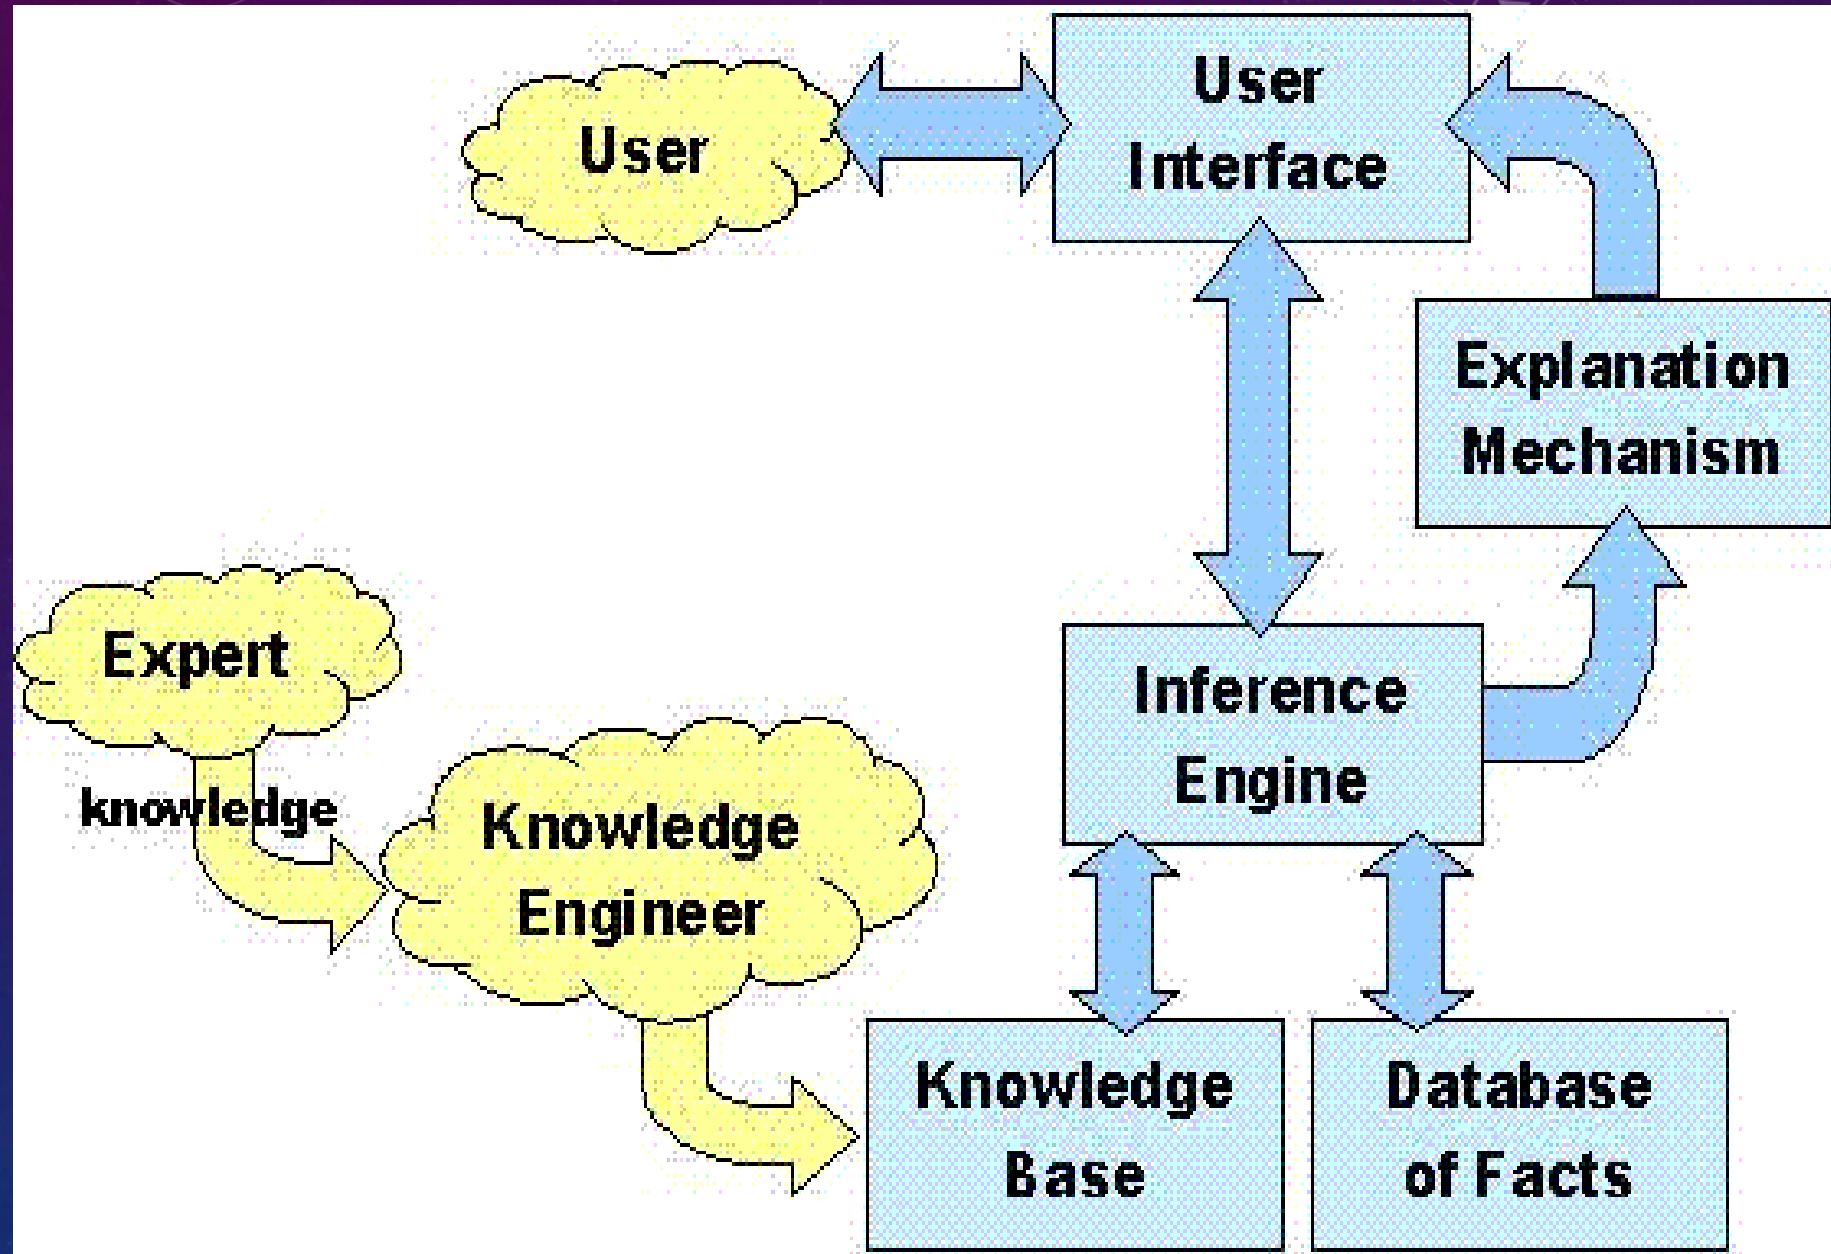 User
User
Interface
Explanation
Mechanism
Expert
knowledge
Knowledge
Engineer
Inference
Engine
Knowledge
Base
Database
of Facts